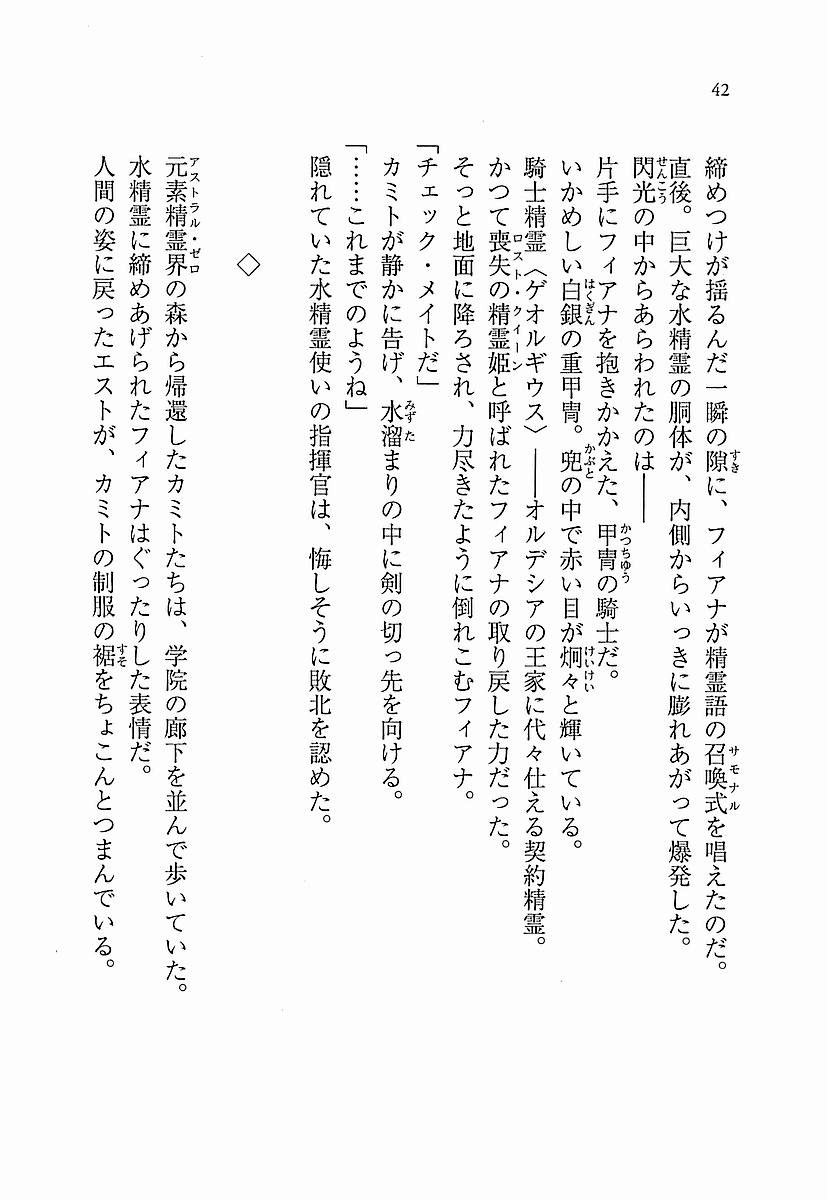 42
締めつけが揺るんだ一瞬の隙に、フィアナが精霊語の召喚式を唱えたのだ。
直後。巨大な水精霊の胴体が、内側からいっきに膨れあがって爆発した。
閃光の中からあらわれたのは――
片手にフィアナを抱きかかえた、甲冑の騎士だ。
いかめしい白銀の重甲冑。兜の中で赤い目が炯々と輝いている。
騎士精霊〈ゲオルギウス〉――オルデシアの王家に代々仕える契約精霊。
かつて喪失の精霊姫と呼ばれたフィアナの取り戻した力だった。
そっと地面に降ろされ、力尽きたように倒れこむフィアナ。
「チェック・メイトだ」
カミトが静かに告げ、水溜まりの中に剣の切っ先を向ける。
「……これまでのようね」
隠れていた水精霊使いの指揮官は、悔しそうに敗北を認めた。
◇
元素精霊界の森から帰還したカミトたちは、学院の廊下を並んで歩いていた。
水精霊に締めあげられたフィアナはぐったりした表情だ。
人間の姿に戻ったエストが、カミトの制服の裾をちょこんとつまんでいる。